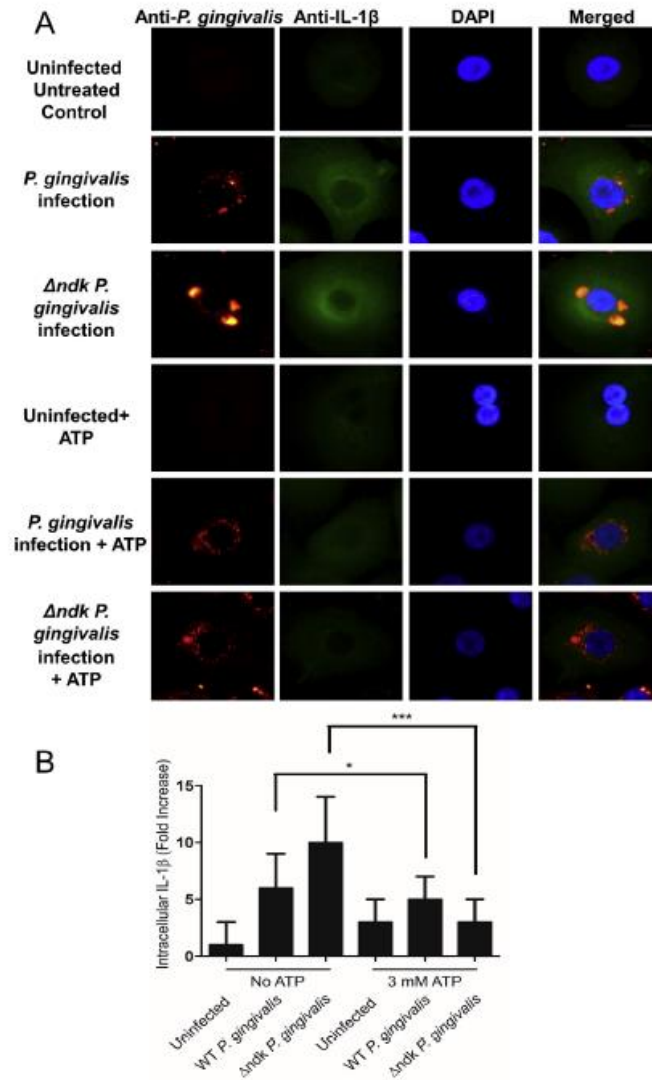 A
Anti-P. gingivalis Anti-IL-1β DAPI Merged
Uninfected
Untreated
Control
P. gingivalis
infection
Δndk P.
gingivalis
infection
Uninfected+
ATP
P. gingivalis
infection + ATP
Δndk P.
gingivalis
infection
+ ATP
B
***
*
Intracellular IL-1β (Fold Increase)
15
10
5
0
No ATP 3 mM ATP
Uninfected
WT P. gingivalis
Δndk P. gingivalis
Uninfected
WT P. gingivalis
Δndk P. gingivalis